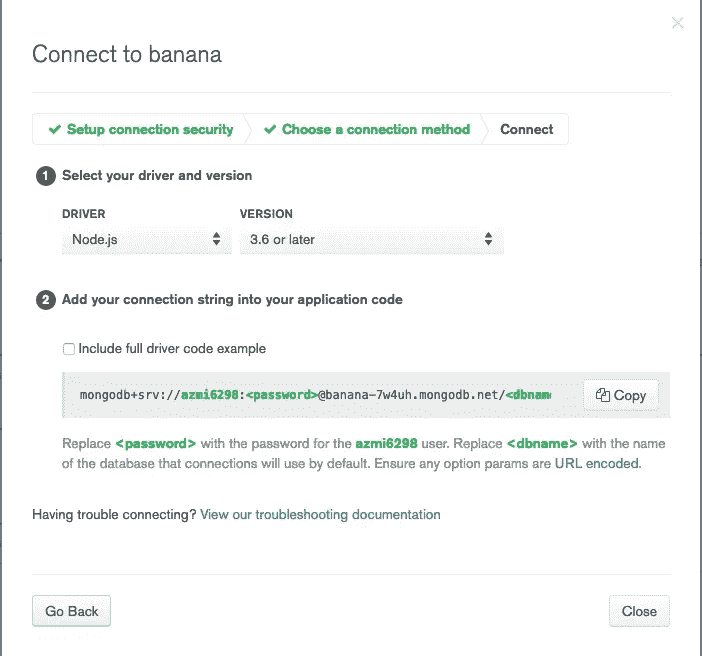 Connect to banana
Setup connection security
Choose a connection method
Connect
1 Select your driver and version
DRIVER
VERSION
Node.js
3.6 or later
2 Add your connection string into your application code
Include full driver code example
mongodb+srv://azmi6298:<password>@banana-7w4uh.mongodb.net/<dbname
Copy
Replace <password> with the password for the azmi6298 user. Replace <dbname> with the name
of the database that connections will use by default. Ensure any option params are URL encoded.
Having trouble connecting? View our troubleshooting documentation
Go Back
Close